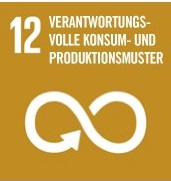 12 VERANTWORTUNGS-
VOLLE KONSUM- UND
PRODUKTIONSMUSTER